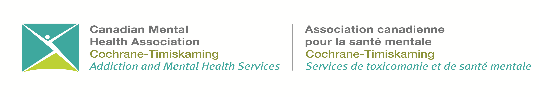 Canadian Mental
Health Association
Cochrane-Timiskaming
Addiction and Mental Health Services
Association canadienne
pour la santé mentale
Cochrane-Timiskaming
Services de toxicomanie et de santé mentale